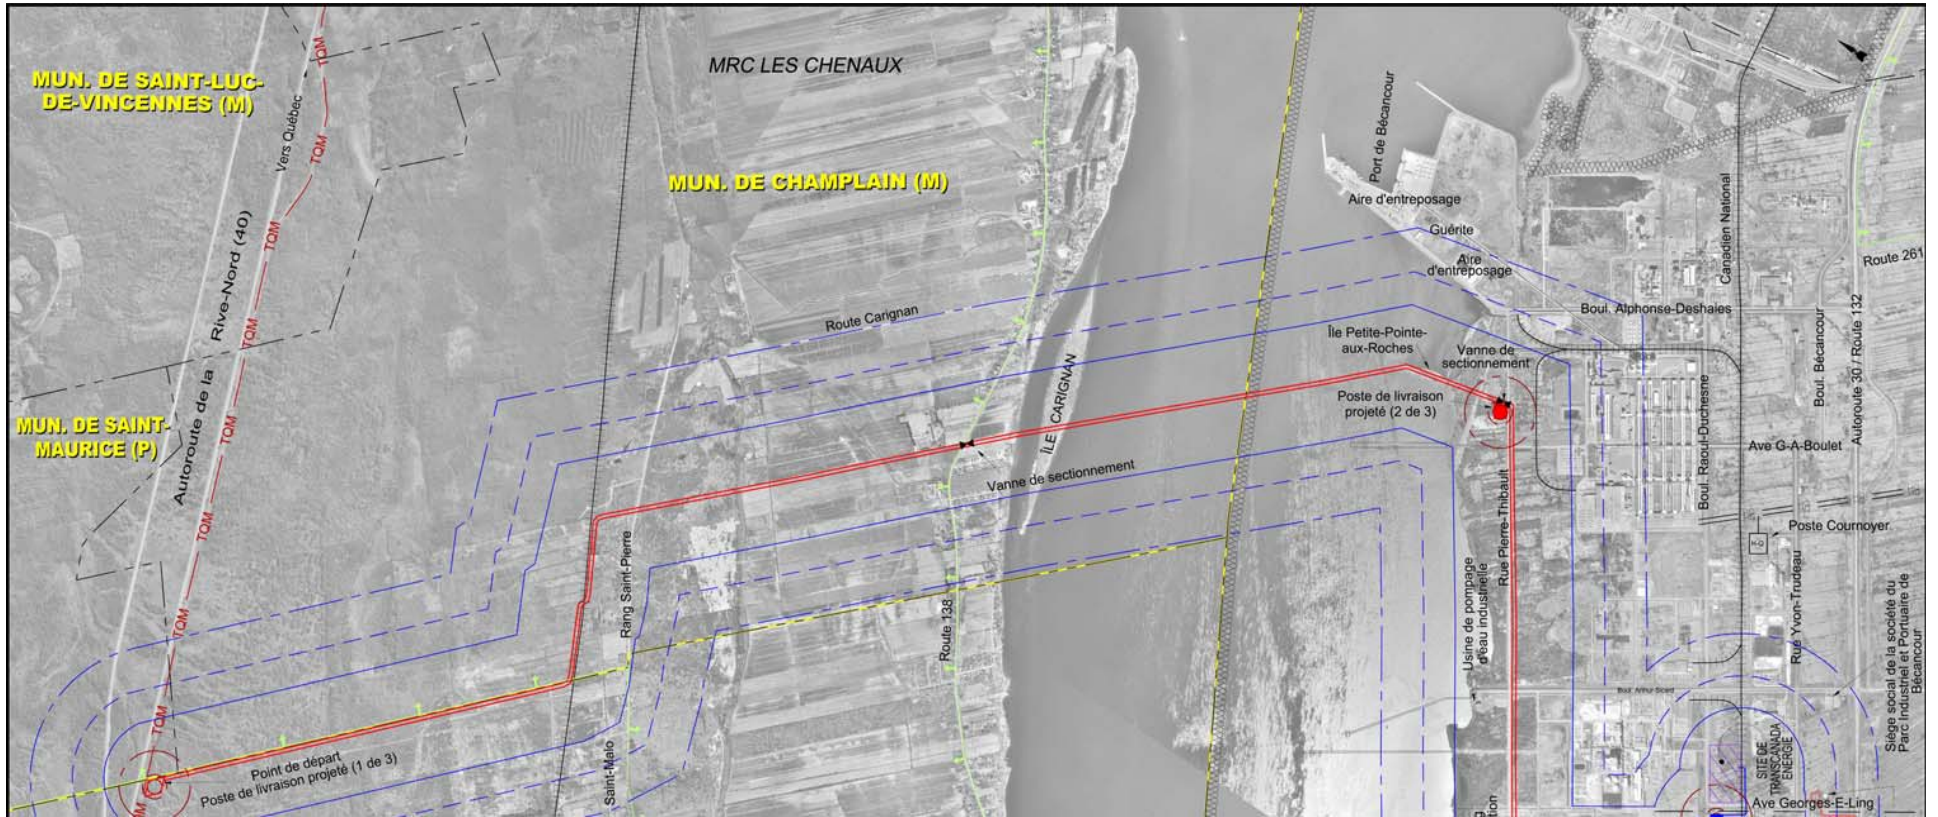 MRC LES CHENAUX
MUN. DE SAINT-LUC-
DE-VINCENNES (M)
TQM
Vers Québec
TQM
MUN. DE CHAMPLAIN (M)
Port de Bécancour
Aire d'entreposage
Canadien National
Guérite
Aire
d'entreposage
Route 261
Autoroute de la Rive-Nord (40)
TQM
TQM
Route Carignan
Boul. Alphonse-Deshaies
Île Petite-Pointe-
aux-Roches
Vanne de
sectionnement
Boul. Bécancour
Autoroute 30 / Route 132
ÎLE CARIGNAN
Poste de livraison
projeté (2 de 3)
Boul. Raoul-Duchesne
MUN. DE SAINT-
MAURICE (P)
TQM
Ave G-A-Boulet
Vanne de sectionnement
TQM
Rue Pierre-Thibault
Poste Cournoyer
Rang Saint-Pierre
Route 138
TQM
Usine de pompage
d'eau industrielle
Rue Yvon-Trudeau
Siège social de la société du
Parc Industriel et Portuaire de
Bécancour
Boul. Arthur-Sicard
TQM
Point de départ
Poste de livraison projeté (1 de 3)
Saint-Malo
SITE DE
TRANSCANADA
ÉNERGIE
Ave Georges-E-Ling